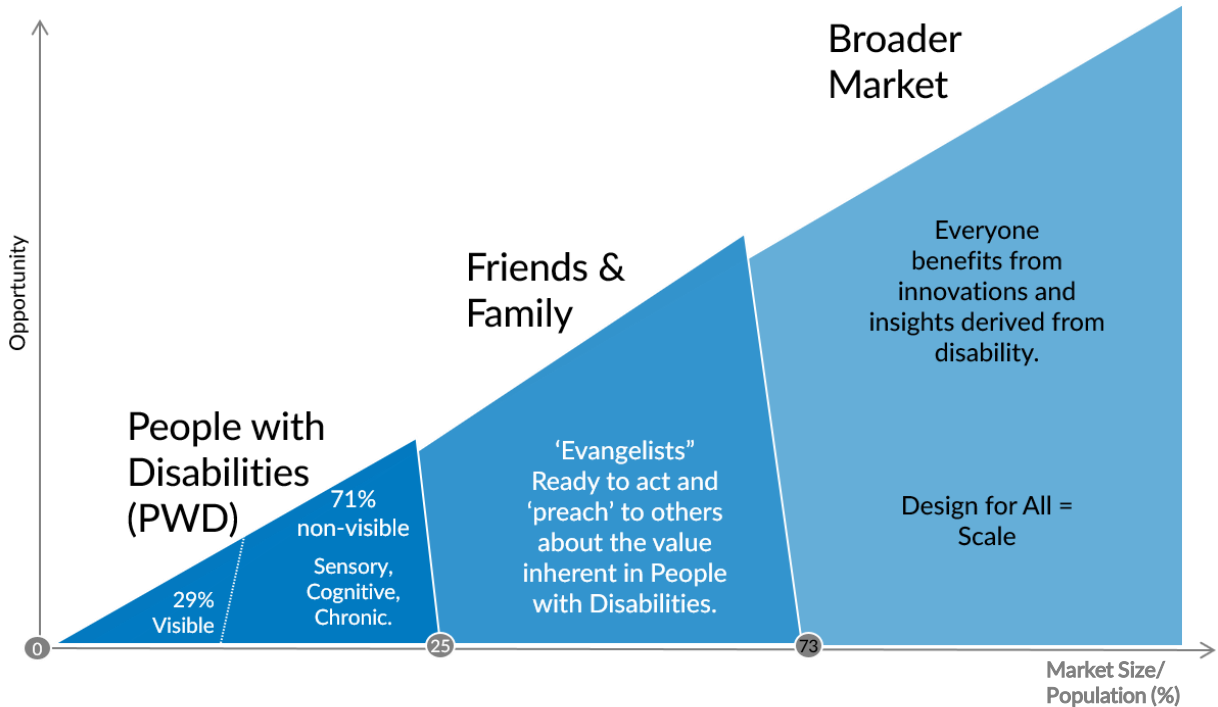 Opportunity
People with
Disabilities
(PWD)
29%
Visible
71%
non-visible
Sensory,
Cognitive,
Chronic.
Friends &
Family
‘Evangelists”
Ready to act and
‘preach’ to others
about the value
inherent in People
with Disabilities.
Broader
Market
Everyone
benefits from
innovations and
insights derived from
disability.
Design for All =
Scale
0
25
73
Market Size/
Population (%)